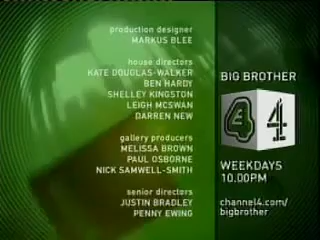 production designer
MARKUS BLEE
house directors
KATE DOUGLAS-WALKER
BEN HARDY
SHELLEY KINGSTON
LEIGH MCSWAN
DARREN NEW
gallery producers
MELISSA BROWN
PAUL OSBORNE
NICK SAMWELL-SMITH
senior directors
JUSTIN BRADLEY
PENNY EWING
BIG BROTHER
4
4
WEEKDAYS
10.00PM
channel4.com/
bigbrother